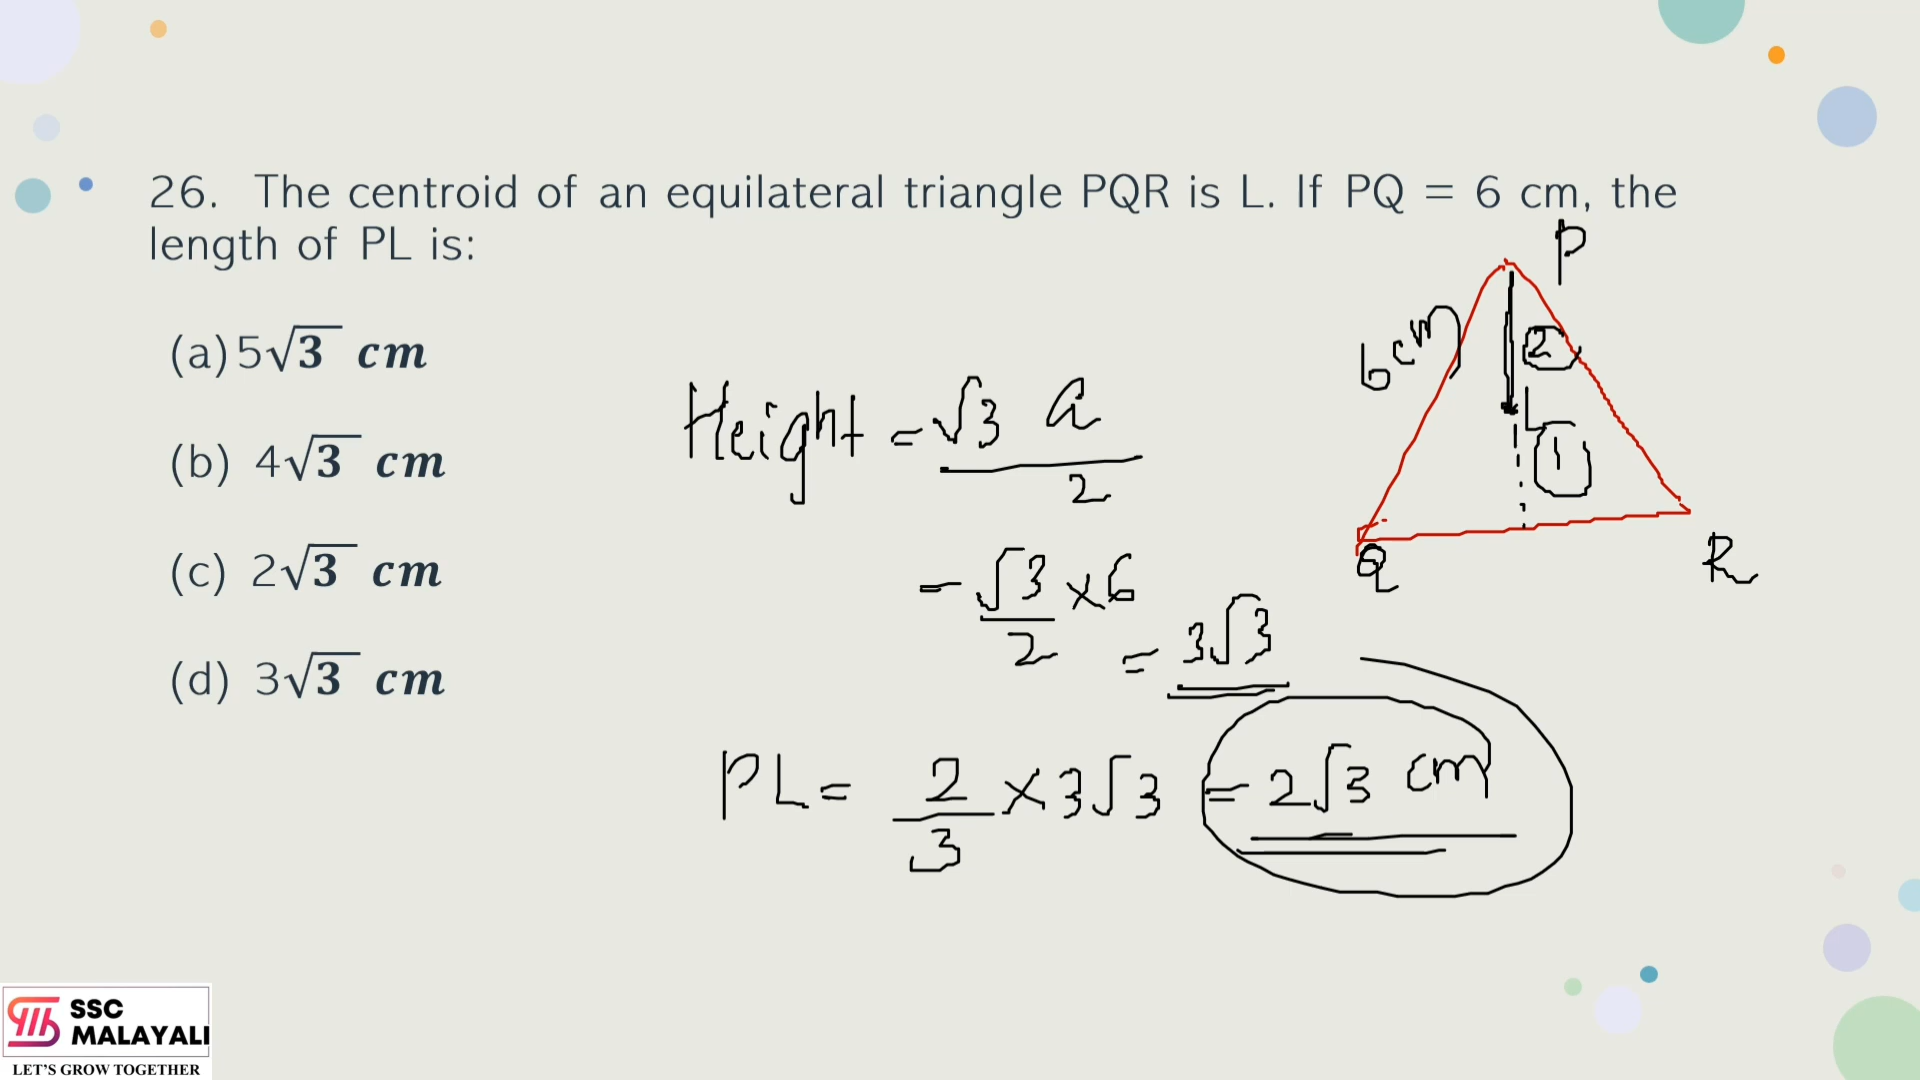 26. The centroid of an equilateral triangle PQR is L. If PQ = 6 cm, the
length of PL is:
(a) 5√3 cm
(b) 4√3 cm
(c) 2√3 cm
(d) 3√3 cm
P
6 cm
2
L
1
Q
R
Height = √3 a / 2
= √3/2 × 6
= 3√3
PL = 2/3 × 3√3 = 2√3 cm
SSC
MALAYALI
LET'S GROW TOGETHER